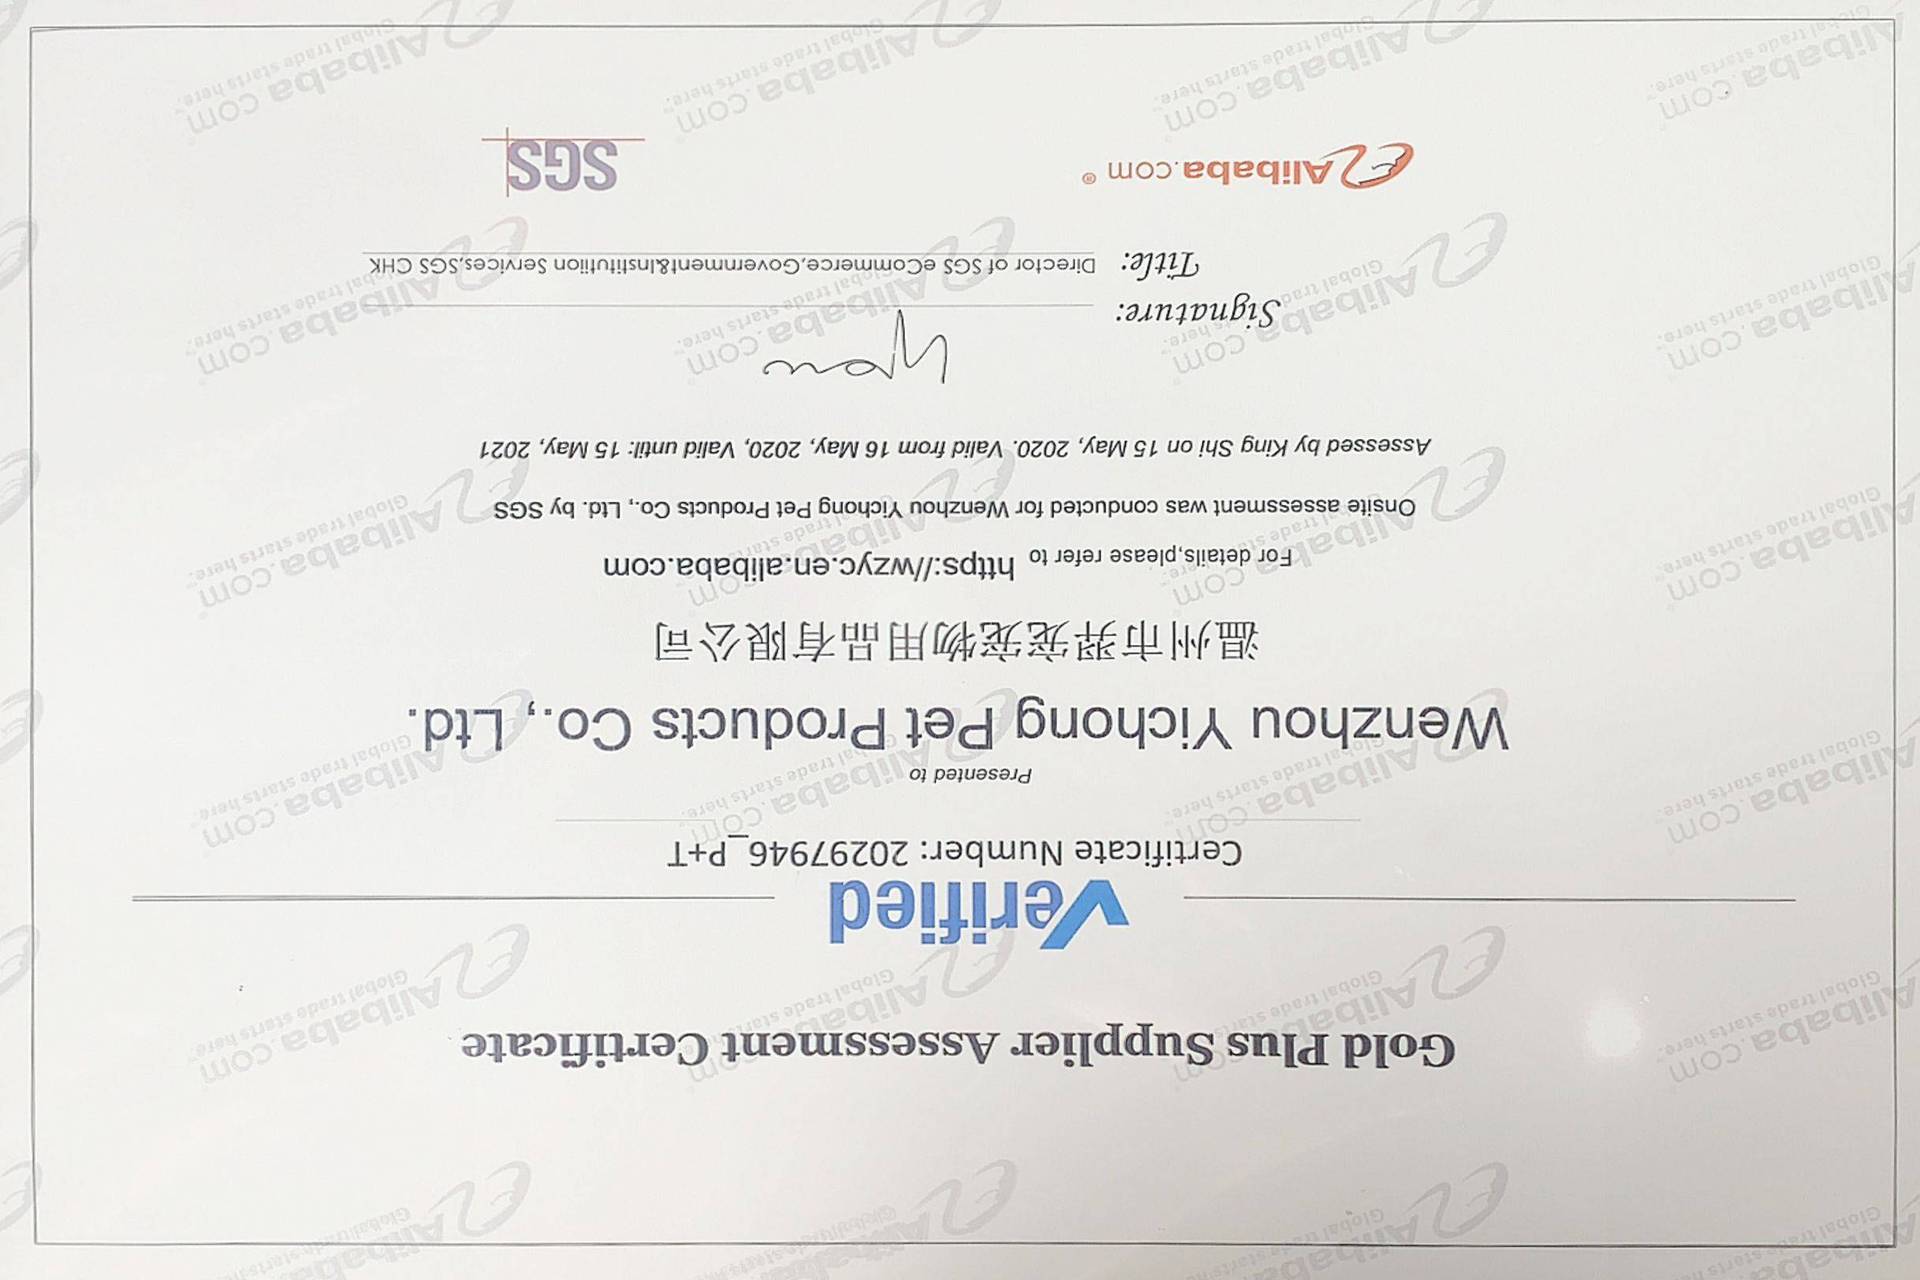 Gold Plus Supplier Assessment Certificate
Verified
Certificate Number: 20297946_P+T
Presented to
Wenzhou Yichong Pet Products Co., Ltd.
温州市羿宠宠物用品有限公司
For details,please refer to https://wzyc.en.alibaba.com
Onsite assessment was conducted for Wenzhou Yichong Pet Products Co., Ltd. by SGS
Assessed by King Shi on 15 May, 2020. Valid from 16 May, 2020, Valid until: 15 May, 2021
Signature:
Title: Director of SGS eCommerce,Government&Instituitiion Services,SGS CHK
Alibaba.com® SGS